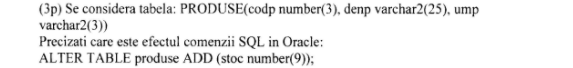 (3p) Se considera tabela: PRODUSE(codp number(3), denp varchar2(25), ump
varchar2(3))
Precizati care este efectul comenzii SQL in Oracle:
ALTER TABLE produse ADD (stoc number(9));